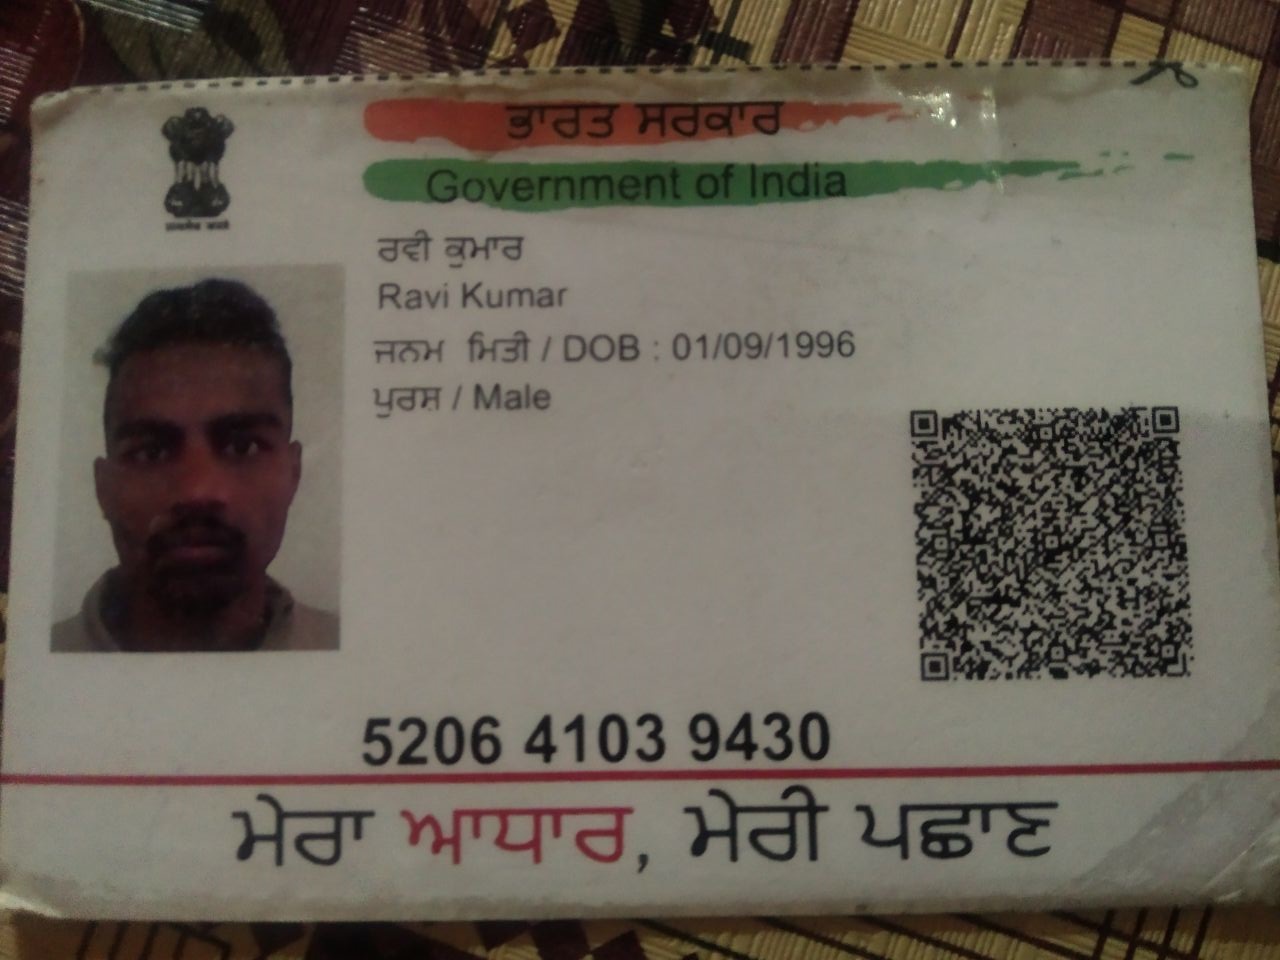 ਭਾਰਤ ਸਰਕਾਰ
Government of India
ਰਵੀ ਕੁਮਾਰ
Ravi Kumar
ਜਨਮ ਮਿਤੀ / DOB : 01/09/1996
ਪੁਰਸ਼ / Male
5206 4103 9430
ਮੇਰਾ ਆਧਾਰ, ਮੇਰੀ ਪਛਾਣ